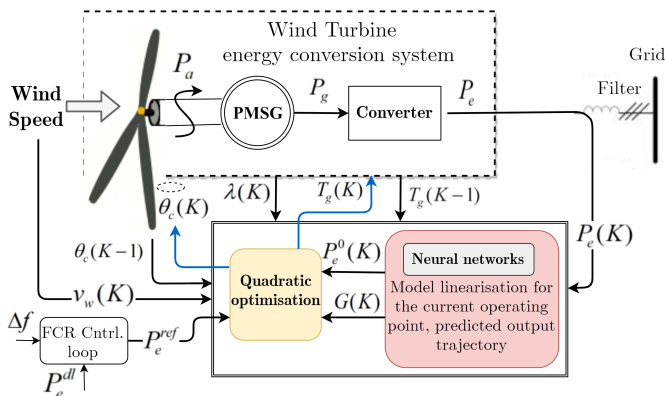 Wind Turbine
energy conversion system
Grid
Filter
Wind
Speed
P_a
PMSG
P_g
Converter
P_e
θ_c(K)
λ(K)
T_g(K)
T_g(K−1)
θ_c(K−1)
P_e(K)
v_w(K)
Quadratic
optimisation
P_e^0(K)
G(K)
Neural networks
Model linearisation for
the current operating
point, predicted output
trajectory
Δf
FCR Cntrl.
loop
P_e^{ref}
P_e^{dl}